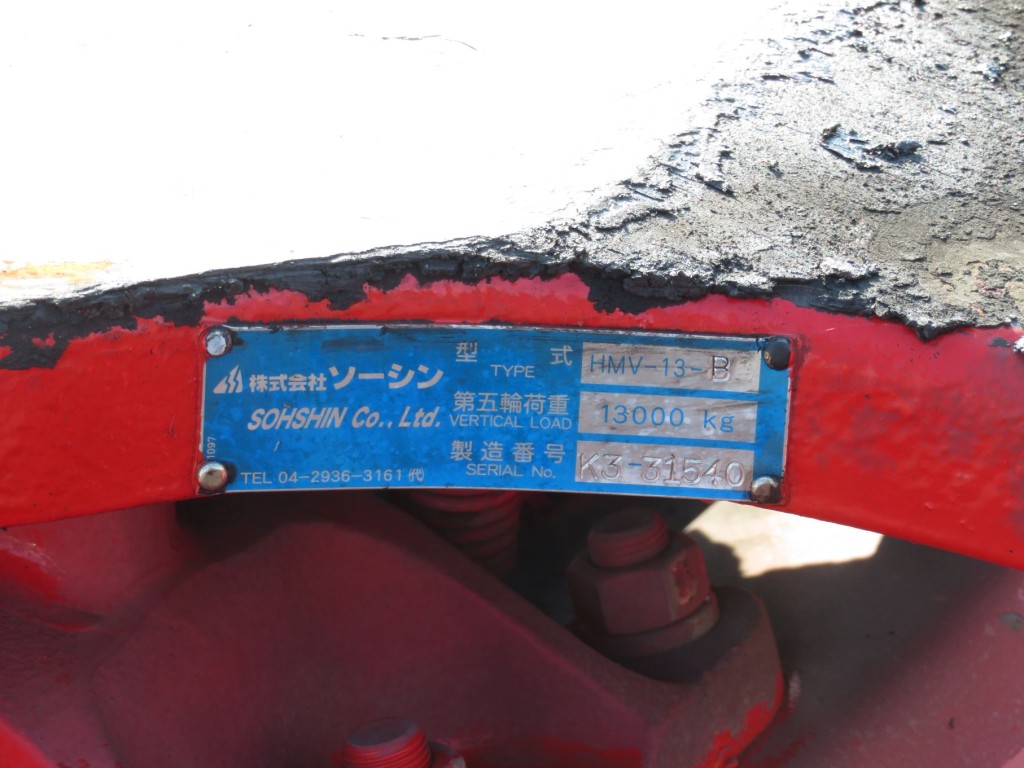 株式会社ソーシン
SOHSHIN Co., Ltd.
1097
TEL 04-2936-3161 ㈹
型式 HMV-13-B
TYPE
第五輪荷重 13000 kg
VERTICAL LOAD
製造番号 K3-31540
SERIAL No.